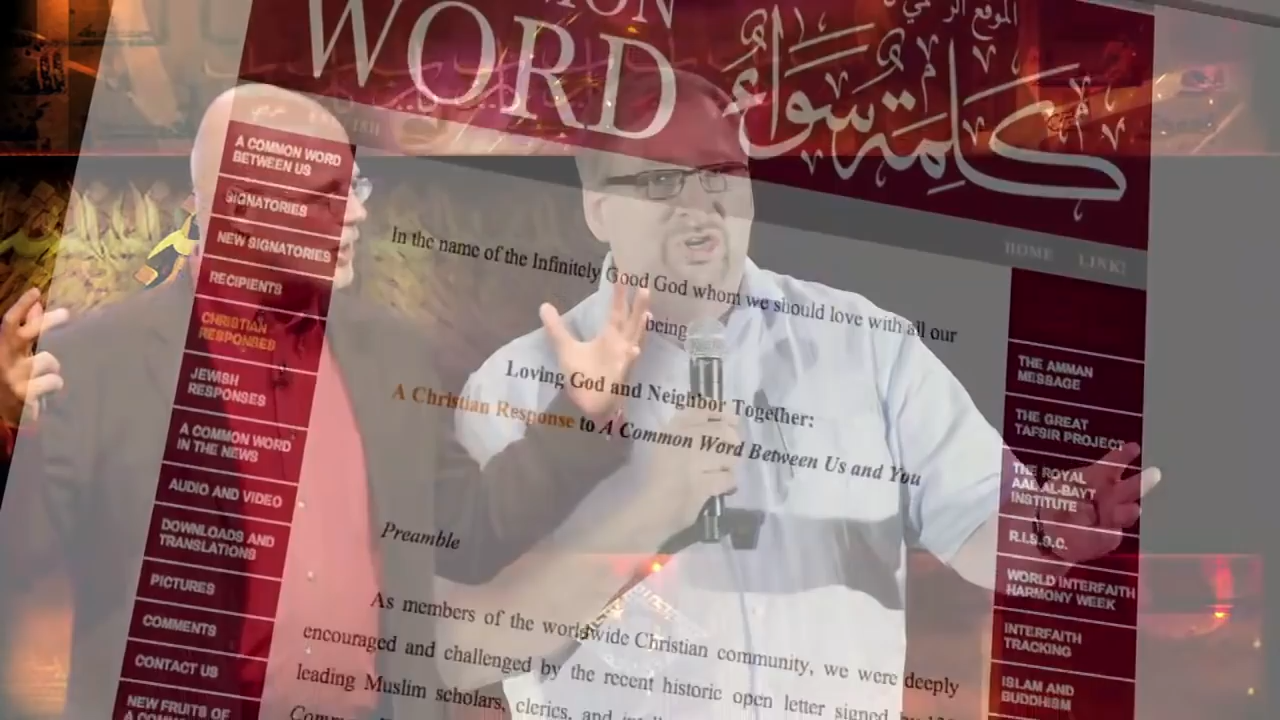 WORD
كَلِمَةٍ سَوَاءٍ
HOME LINKS
A COMMON WORD
BETWEEN US
SIGNATORIES
NEW SIGNATORIES
RECIPIENTS
CHRISTIAN
RESPONSES
JEWISH
RESPONSES
A COMMON WORD
IN THE NEWS
AUDIO AND VIDEO
DOWNLOADS AND
TRANSLATIONS
PICTURES
COMMENTS
CONTACT US
NEW FRUITS OF
In the name of the Infinitely Good God whom we should love with all our
being
Loving God and Neighbor Together:
A Christian Response to A Common Word Between Us and You
Preamble
As members of the worldwide Christian community, we were deeply
encouraged and challenged by the recent historic open letter signed
leading Muslim scholars, clerics, and
THE AMMAN
MESSAGE
THE GREAT
TAFSIR PROJECT
THE ROYAL
AAL AL-BAYT
INSTITUTE
R.I.S.S.C.
WORLD INTERFAITH
HARMONY WEEK
INTERFAITH
TRACKING
ISLAM AND
BUDDHISM